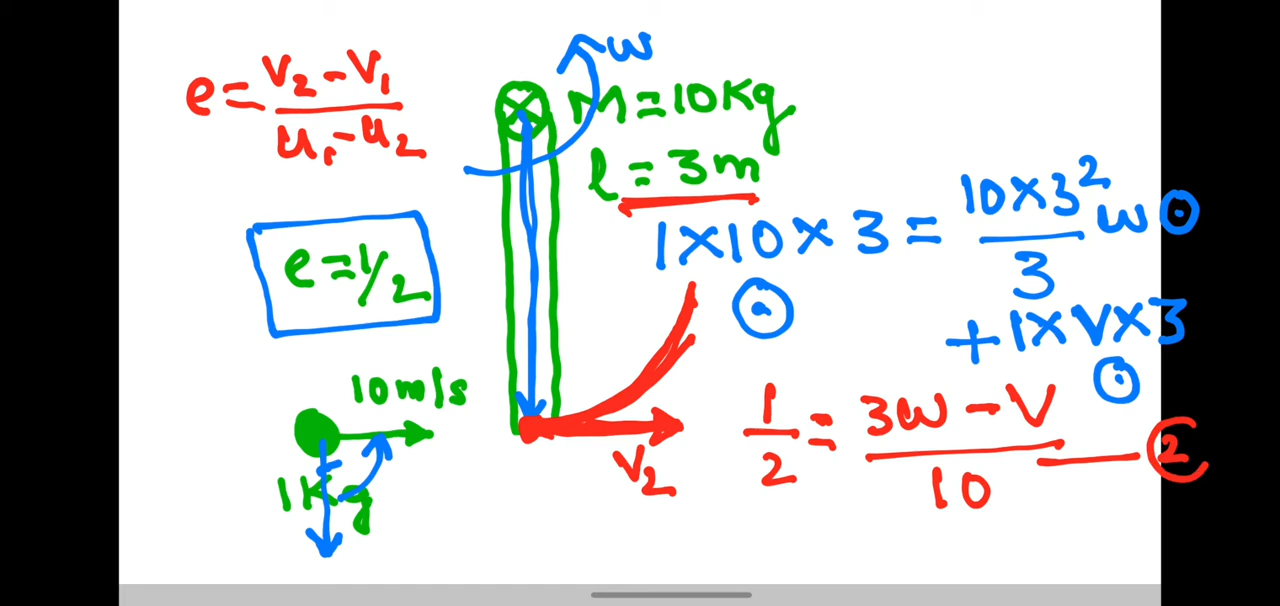 e = (V₂ - V₁) / (u₁ - u₂)
ω
M = 10 Kg
l = 3 m
e = 1/2
1 × 10 × 3 = (10 × 3²) / 3 ω ⊙
⊙
+ 1 × V × 3
⊙
10 m/s
1 Kg
V₂
1/2 = (3ω - V) / 10 —— ②